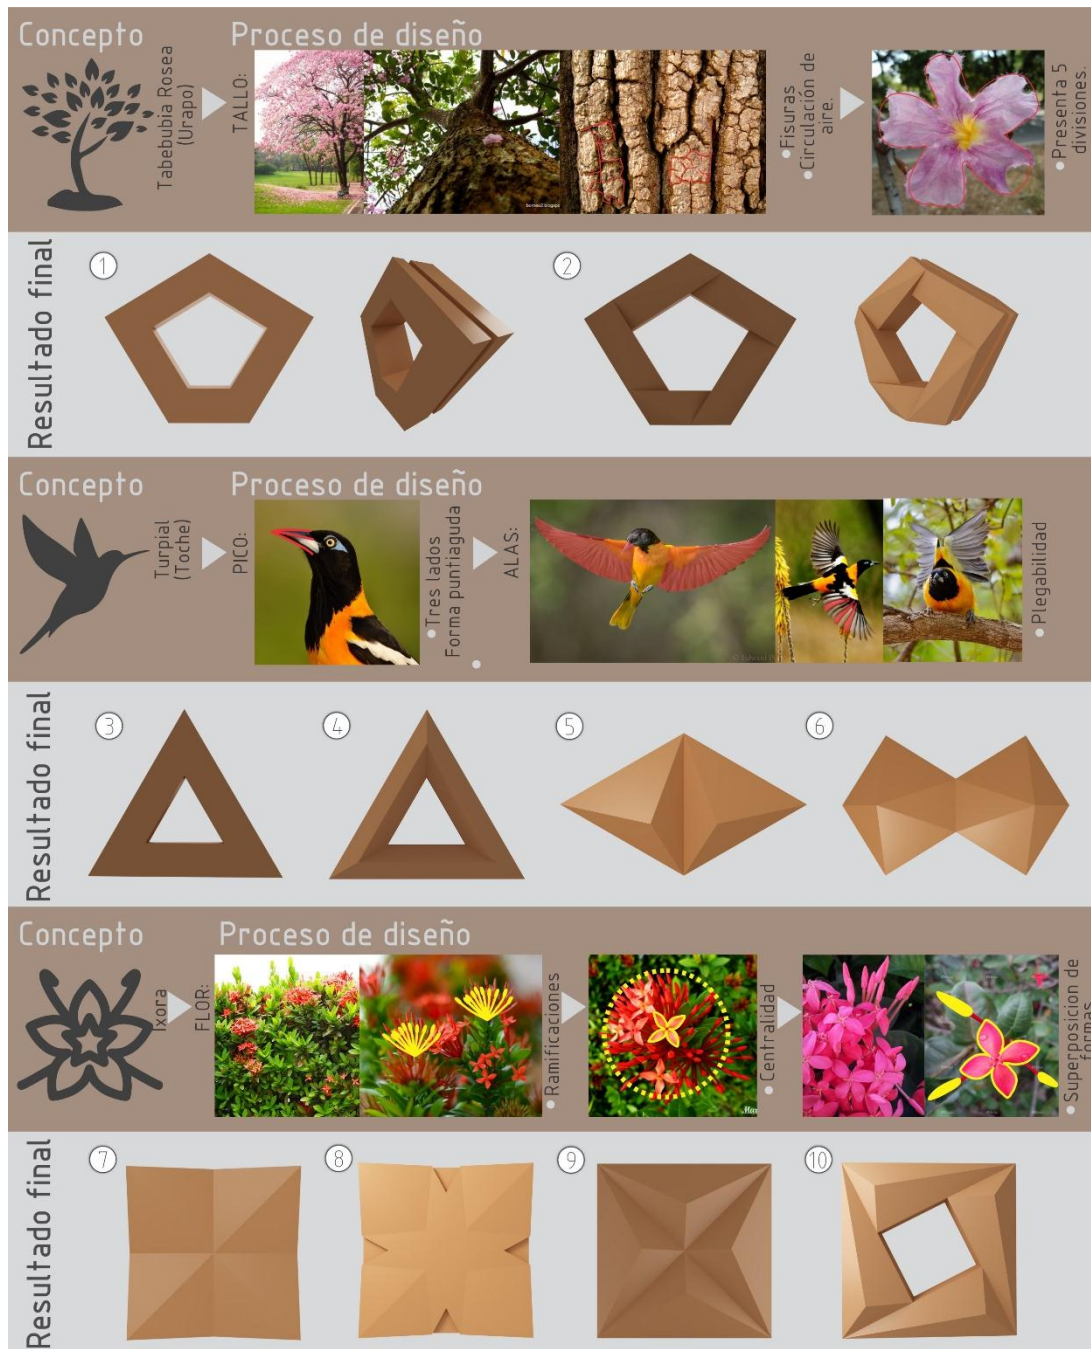 Concepto
Proceso de diseño
Tabebubia Rosea
(Urapo)
TALLO:
•Fisuras
•Circulación de
aire.
•Presenta 5
divisiones.
Resultado final
1
2
Concepto
Proceso de diseño
Turpial
(Toche)
PICO:
•Tres lados
Forma puntiaguda
•
ALAS:
•Plegabilidad
Resultado final
3
4
5
6
Concepto
Proceso de diseño
Ixora
FLOR:
•Ramificaciones
•Centralidad
•Superposicion de
formas
Resultado final
7
8
9
10